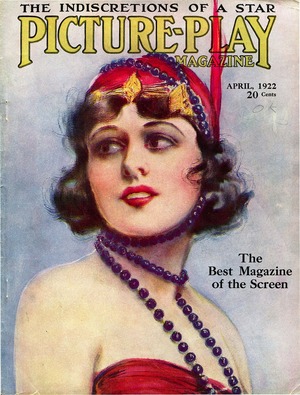 THE INDISCRETIONS OF A STAR
PICTURE-PLAY
MAGAZINE
APRIL, 1922
20 Cents
The
Best Magazine
of the Screen